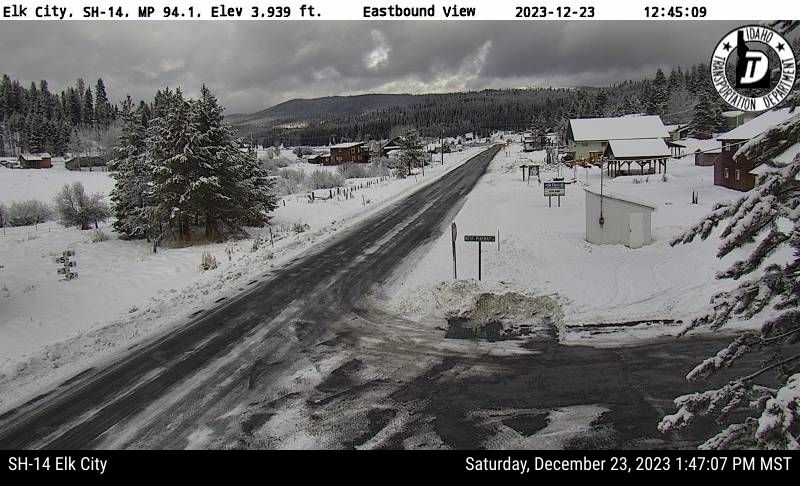 Elk City, SH-14, MP 94.1, Elev 3,939 ft. Eastbound View 2023-12-23 12:45:09
IDAHO
TRANSPORTATION DEPARTMENT
SH-14 Elk City Saturday, December 23, 2023 1:47:07 PM MST